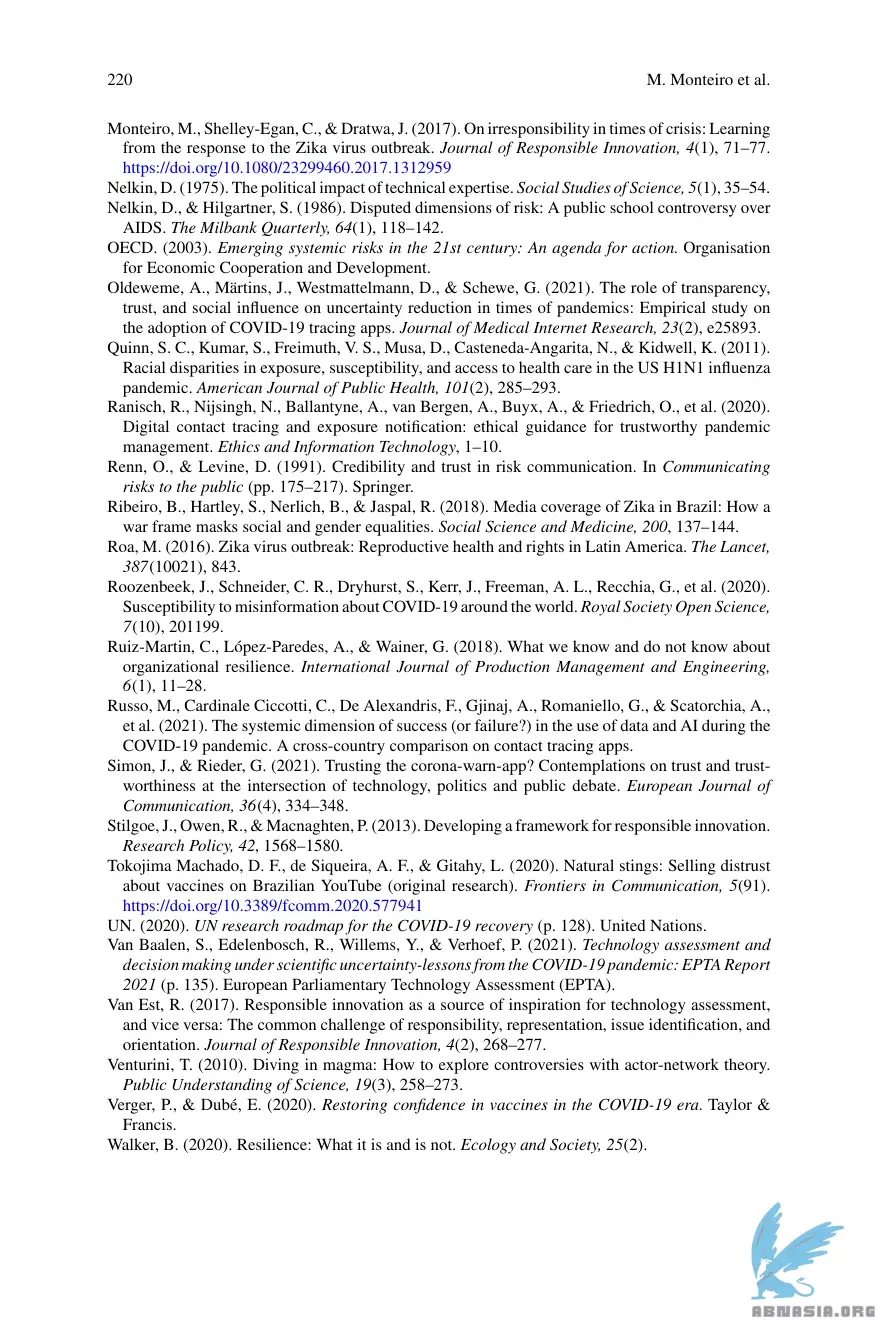 220
M. Monteiro et al.
Monteiro, M., Shelley-Egan, C., & Dratwa, J. (2017). On irresponsibility in times of crisis: Learning
from the response to the Zika virus outbreak. Journal of Responsible Innovation, 4(1), 71–77.
https://doi.org/10.1080/23299460.2017.1312959
Nelkin, D. (1975). The political impact of technical expertise. Social Studies of Science, 5(1), 35–54.
Nelkin, D., & Hilgartner, S. (1986). Disputed dimensions of risk: A public school controversy over
AIDS. The Milbank Quarterly, 64(1), 118–142.
OECD. (2003). Emerging systemic risks in the 21st century: An agenda for action. Organisation
for Economic Cooperation and Development.
Oldeweme, A., Märtins, J., Westmattelmann, D., & Schewe, G. (2021). The role of transparency,
trust, and social influence on uncertainty reduction in times of pandemics: Empirical study on
the adoption of COVID-19 tracing apps. Journal of Medical Internet Research, 23(2), e25893.
Quinn, S. C., Kumar, S., Freimuth, V. S., Musa, D., Casteneda-Angarita, N., & Kidwell, K. (2011).
Racial disparities in exposure, susceptibility, and access to health care in the US H1N1 influenza
pandemic. American Journal of Public Health, 101(2), 285–293.
Ranisch, R., Nijsingh, N., Ballantyne, A., van Bergen, A., Buyx, A., & Friedrich, O., et al. (2020).
Digital contact tracing and exposure notification: ethical guidance for trustworthy pandemic
management. Ethics and Information Technology, 1–10.
Renn, O., & Levine, D. (1991). Credibility and trust in risk communication. In Communicating
risks to the public (pp. 175–217). Springer.
Ribeiro, B., Hartley, S., Nerlich, B., & Jaspal, R. (2018). Media coverage of Zika in Brazil: How a
war frame masks social and gender equalities. Social Science and Medicine, 200, 137–144.
Roa, M. (2016). Zika virus outbreak: Reproductive health and rights in Latin America. The Lancet,
387(10021), 843.
Roozenbeek, J., Schneider, C. R., Dryhurst, S., Kerr, J., Freeman, A. L., Recchia, G., et al. (2020).
Susceptibility to misinformation about COVID-19 around the world. Royal Society Open Science,
7(10), 201199.
Ruiz-Martin, C., López-Paredes, A., & Wainer, G. (2018). What we know and do not know about
organizational resilience. International Journal of Production Management and Engineering,
6(1), 11–28.
Russo, M., Cardinale Ciccotti, C., De Alexandris, F., Gjinaj, A., Romaniello, G., & Scatorchia, A.,
et al. (2021). The systemic dimension of success (or failure?) in the use of data and AI during the
COVID-19 pandemic. A cross-country comparison on contact tracing apps.
Simon, J., & Rieder, G. (2021). Trusting the corona-warn-app? Contemplations on trust and trust-
worthiness at the intersection of technology, politics and public debate. European Journal of
Communication, 36(4), 334–348.
Stilgoe, J., Owen, R., & Macnaghten, P. (2013). Developing a framework for responsible innovation.
Research Policy, 42, 1568–1580.
Tokojima Machado, D. F., de Siqueira, A. F., & Gitahy, L. (2020). Natural stings: Selling distrust
about vaccines on Brazilian YouTube (original research). Frontiers in Communication, 5(91).
https://doi.org/10.3389/fcomm.2020.577941
UN. (2020). UN research roadmap for the COVID-19 recovery (p. 128). United Nations.
Van Baalen, S., Edelenbosch, R., Willems, Y., & Verhoef, P. (2021). Technology assessment and
decision making under scientific uncertainty-lessons from the COVID-19 pandemic: EPTA Report
2021 (p. 135). European Parliamentary Technology Assessment (EPTA).
Van Est, R. (2017). Responsible innovation as a source of inspiration for technology assessment,
and vice versa: The common challenge of responsibility, representation, issue identification, and
orientation. Journal of Responsible Innovation, 4(2), 268–277.
Venturini, T. (2010). Diving in magma: How to explore controversies with actor-network theory.
Public Understanding of Science, 19(3), 258–273.
Verger, P., & Dubé, E. (2020). Restoring confidence in vaccines in the COVID-19 era. Taylor &
Francis.
Walker, B. (2020). Resilience: What it is and is not. Ecology and Society, 25(2).
ABNASIA.ORG